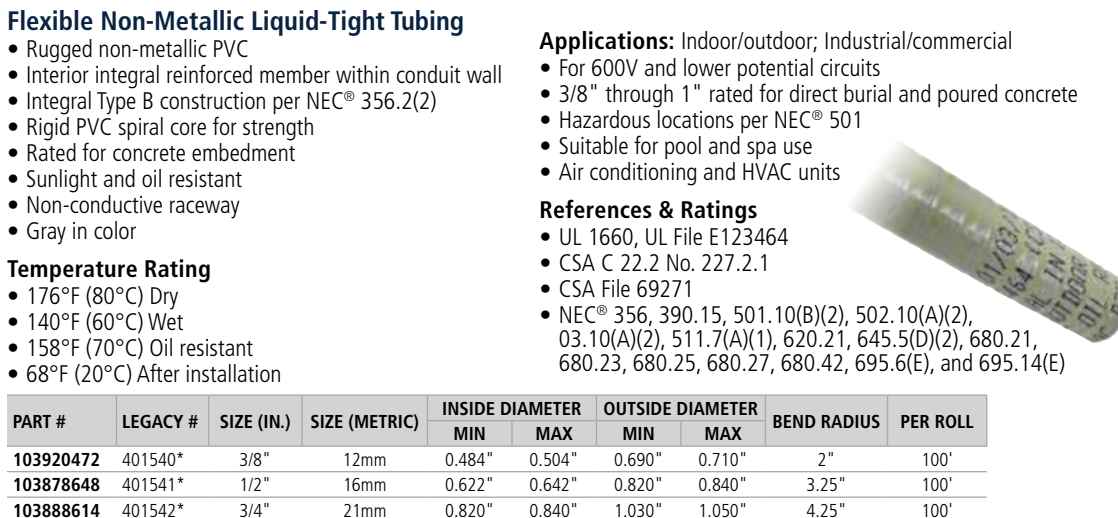 Flexible Non-Metallic Liquid-Tight Tubing
• Rugged non-metallic PVC
• Interior integral reinforced member within conduit wall
• Integral Type B construction per NEC® 356.2(2)
• Rigid PVC spiral core for strength
• Rated for concrete embedment
• Sunlight and oil resistant
• Non-conductive raceway
• Gray in color
Temperature Rating
• 176°F (80°C) Dry
• 140°F (60°C) Wet
• 158°F (70°C) Oil resistant
• 68°F (20°C) After installation
Applications: Indoor/outdoor; Industrial/commercial
• For 600V and lower potential circuits
• 3/8" through 1" rated for direct burial and poured concrete
• Hazardous locations per NEC® 501
• Suitable for pool and spa use
• Air conditioning and HVAC units
References & Ratings
• UL 1660, UL File E123464
• CSA C 22.2 No. 227.2.1
• CSA File 69271
• NEC® 356, 390.15, 501.10(B)(2), 502.10(A)(2),
03.10(A)(2), 511.7(A)(1), 620.21, 645.5(D)(2), 680.21,
680.23, 680.25, 680.27, 680.42, 695.6(E), and 695.14(E)
PART # LEGACY # SIZE (IN.) SIZE (METRIC) INSIDE DIAMETER OUTSIDE DIAMETER BEND RADIUS PER ROLL
MIN MAX MIN MAX
103920472 401540* 3/8" 12mm 0.484" 0.504" 0.690" 0.710" 2" 100'
103878648 401541* 1/2" 16mm 0.622" 0.642" 0.820" 0.840" 3.25" 100'
103888614 401542* 3/4" 21mm 0.820" 0.840" 1.030" 1.050" 4.25" 100'